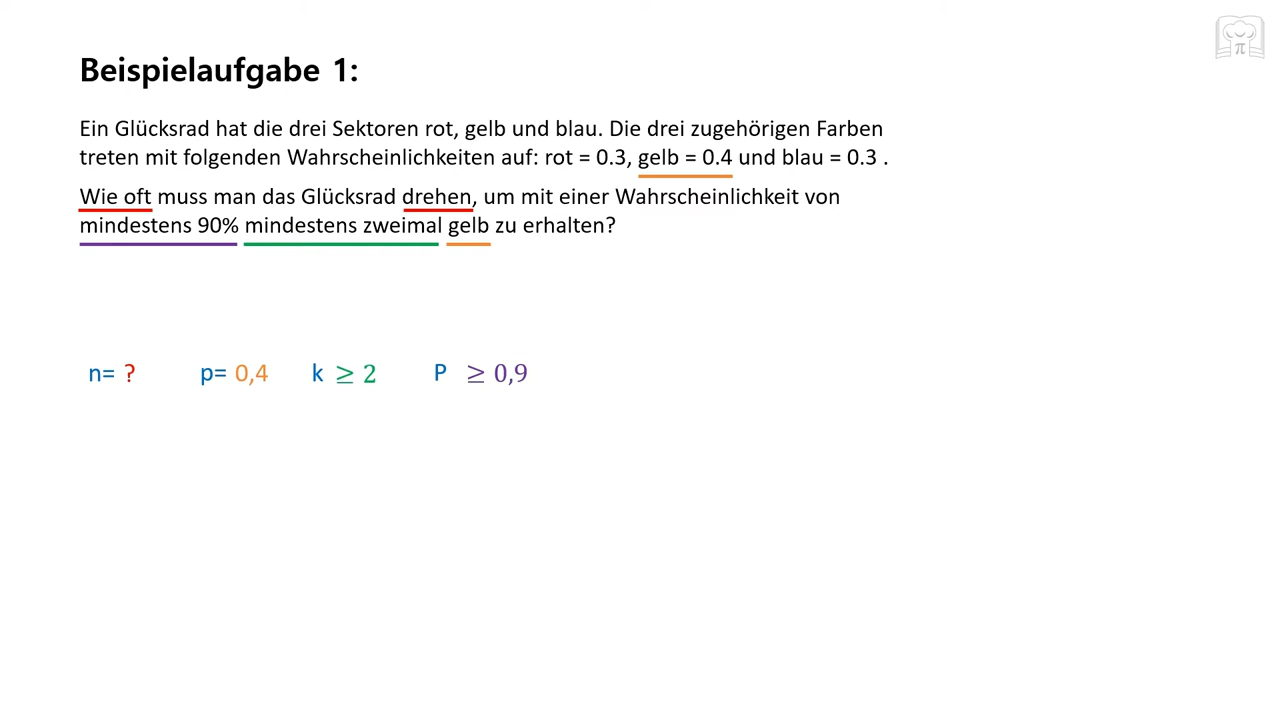 Beispielaufgabe 1:
Ein Glücksrad hat die drei Sektoren rot, gelb und blau. Die drei zugehörigen Farben
treten mit folgenden Wahrscheinlichkeiten auf: rot = 0.3, gelb = 0.4 und blau = 0.3 .
Wie oft muss man das Glücksrad drehen, um mit einer Wahrscheinlichkeit von
mindestens 90% mindestens zweimal gelb zu erhalten?
n= ? p= 0,4 k ≥ 2 P ≥ 0,9
π